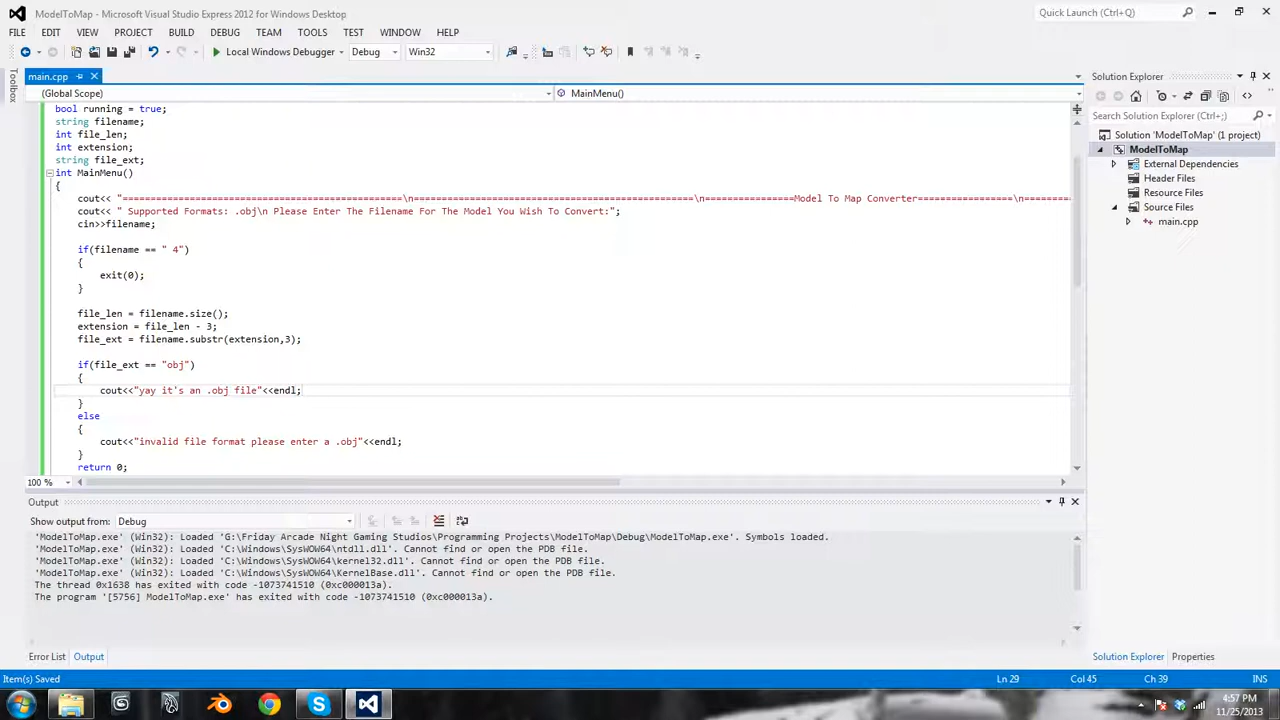 ModelToMap - Microsoft Visual Studio Express 2012 for Windows Desktop
Quick Launch (Ctrl+Q)
FILE EDIT VIEW PROJECT BUILD DEBUG TEAM TOOLS TEST WINDOW HELP
Local Windows Debugger Debug Win32
Toolbox
main.cpp
(Global Scope) MainMenu()
bool running = true;
string filename;
int file_len;
int extension;
string file_ext;
int MainMenu()
{
cout<< "==========================================\n==========================================\n================Model To Map Converter=================\n========
cout<< " Supported Formats: .obj\n Please Enter The Filename For The Model You Wish To Convert:";
cin>>filename;
if(filename == " 4")
{
exit(0);
}
file_len = filename.size();
extension = file_len - 3;
file_ext = filename.substr(extension,3);
if(file_ext == "obj")
{
cout<<"yay it's an .obj file"<<endl;
}
else
{
cout<<"invalid file format please enter a .obj"<<endl;
}
return 0;
100 %
Solution Explorer
Search Solution Explorer (Ctrl+;)
Solution 'ModelToMap' (1 project)
ModelToMap
External Dependencies
Header Files
Resource Files
Source Files
main.cpp
Output
Show output from: Debug
'ModelToMap.exe' (Win32): Loaded 'G:\Friday Arcade Night Gaming Studios\Programming Projects\ModelToMap\Debug\ModelToMap.exe'. Symbols loaded.
'ModelToMap.exe' (Win32): Loaded 'C:\Windows\SysWOW64\ntdll.dll'. Cannot find or open the PDB file.
'ModelToMap.exe' (Win32): Loaded 'C:\Windows\SysWOW64\kernel32.dll'. Cannot find or open the PDB file.
'ModelToMap.exe' (Win32): Loaded 'C:\Windows\SysWOW64\KernelBase.dll'. Cannot find or open the PDB file.
The thread 0x1638 has exited with code -1073741510 (0xc000013a).
The program '[5756] ModelToMap.exe' has exited with code -1073741510 (0xc000013a).
Error List Output
Solution Explorer Properties
Item(s) Saved Ln 29 Col 45 Ch 39 INS
4:57 PM
11/25/2013